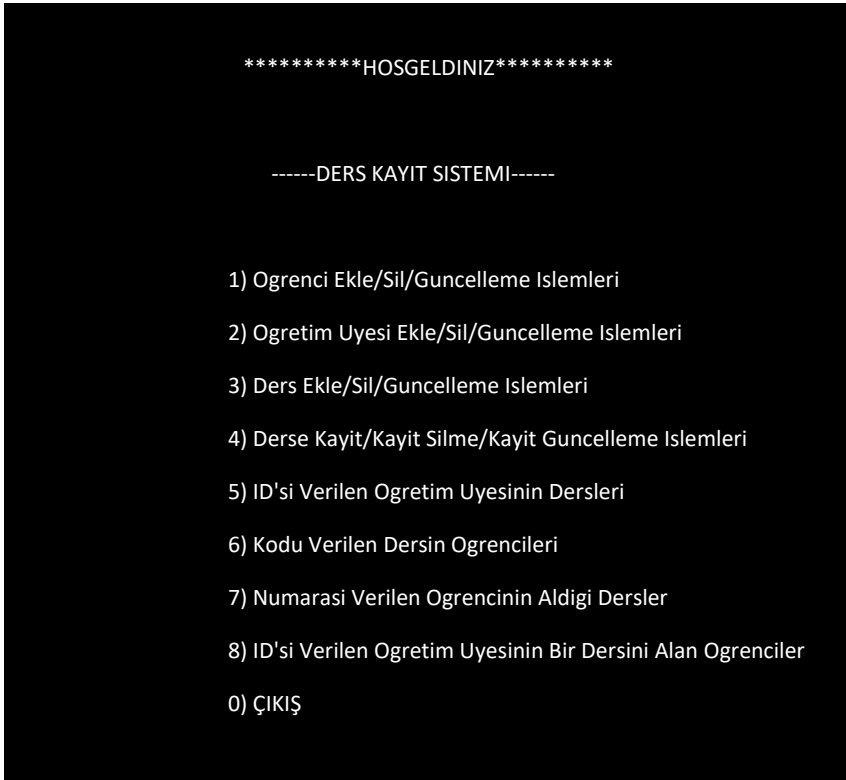 **********HOSGELDINIZ**********
------DERS KAYIT SISTEMI------
1) Ogrenci Ekle/Sil/Guncelleme Islemleri
2) Ogretim Uyesi Ekle/Sil/Guncelleme Islemleri
3) Ders Ekle/Sil/Guncelleme Islemleri
4) Derse Kayit/Kayit Silme/Kayit Guncelleme Islemleri
5) ID'si Verilen Ogretim Uyesinin Dersleri
6) Kodu Verilen Dersin Ogrencileri
7) Numarasi Verilen Ogrencinin Aldigi Dersler
8) ID'si Verilen Ogretim Uyesinin Bir Dersini Alan Ogrenciler
0) ÇIKIŞ